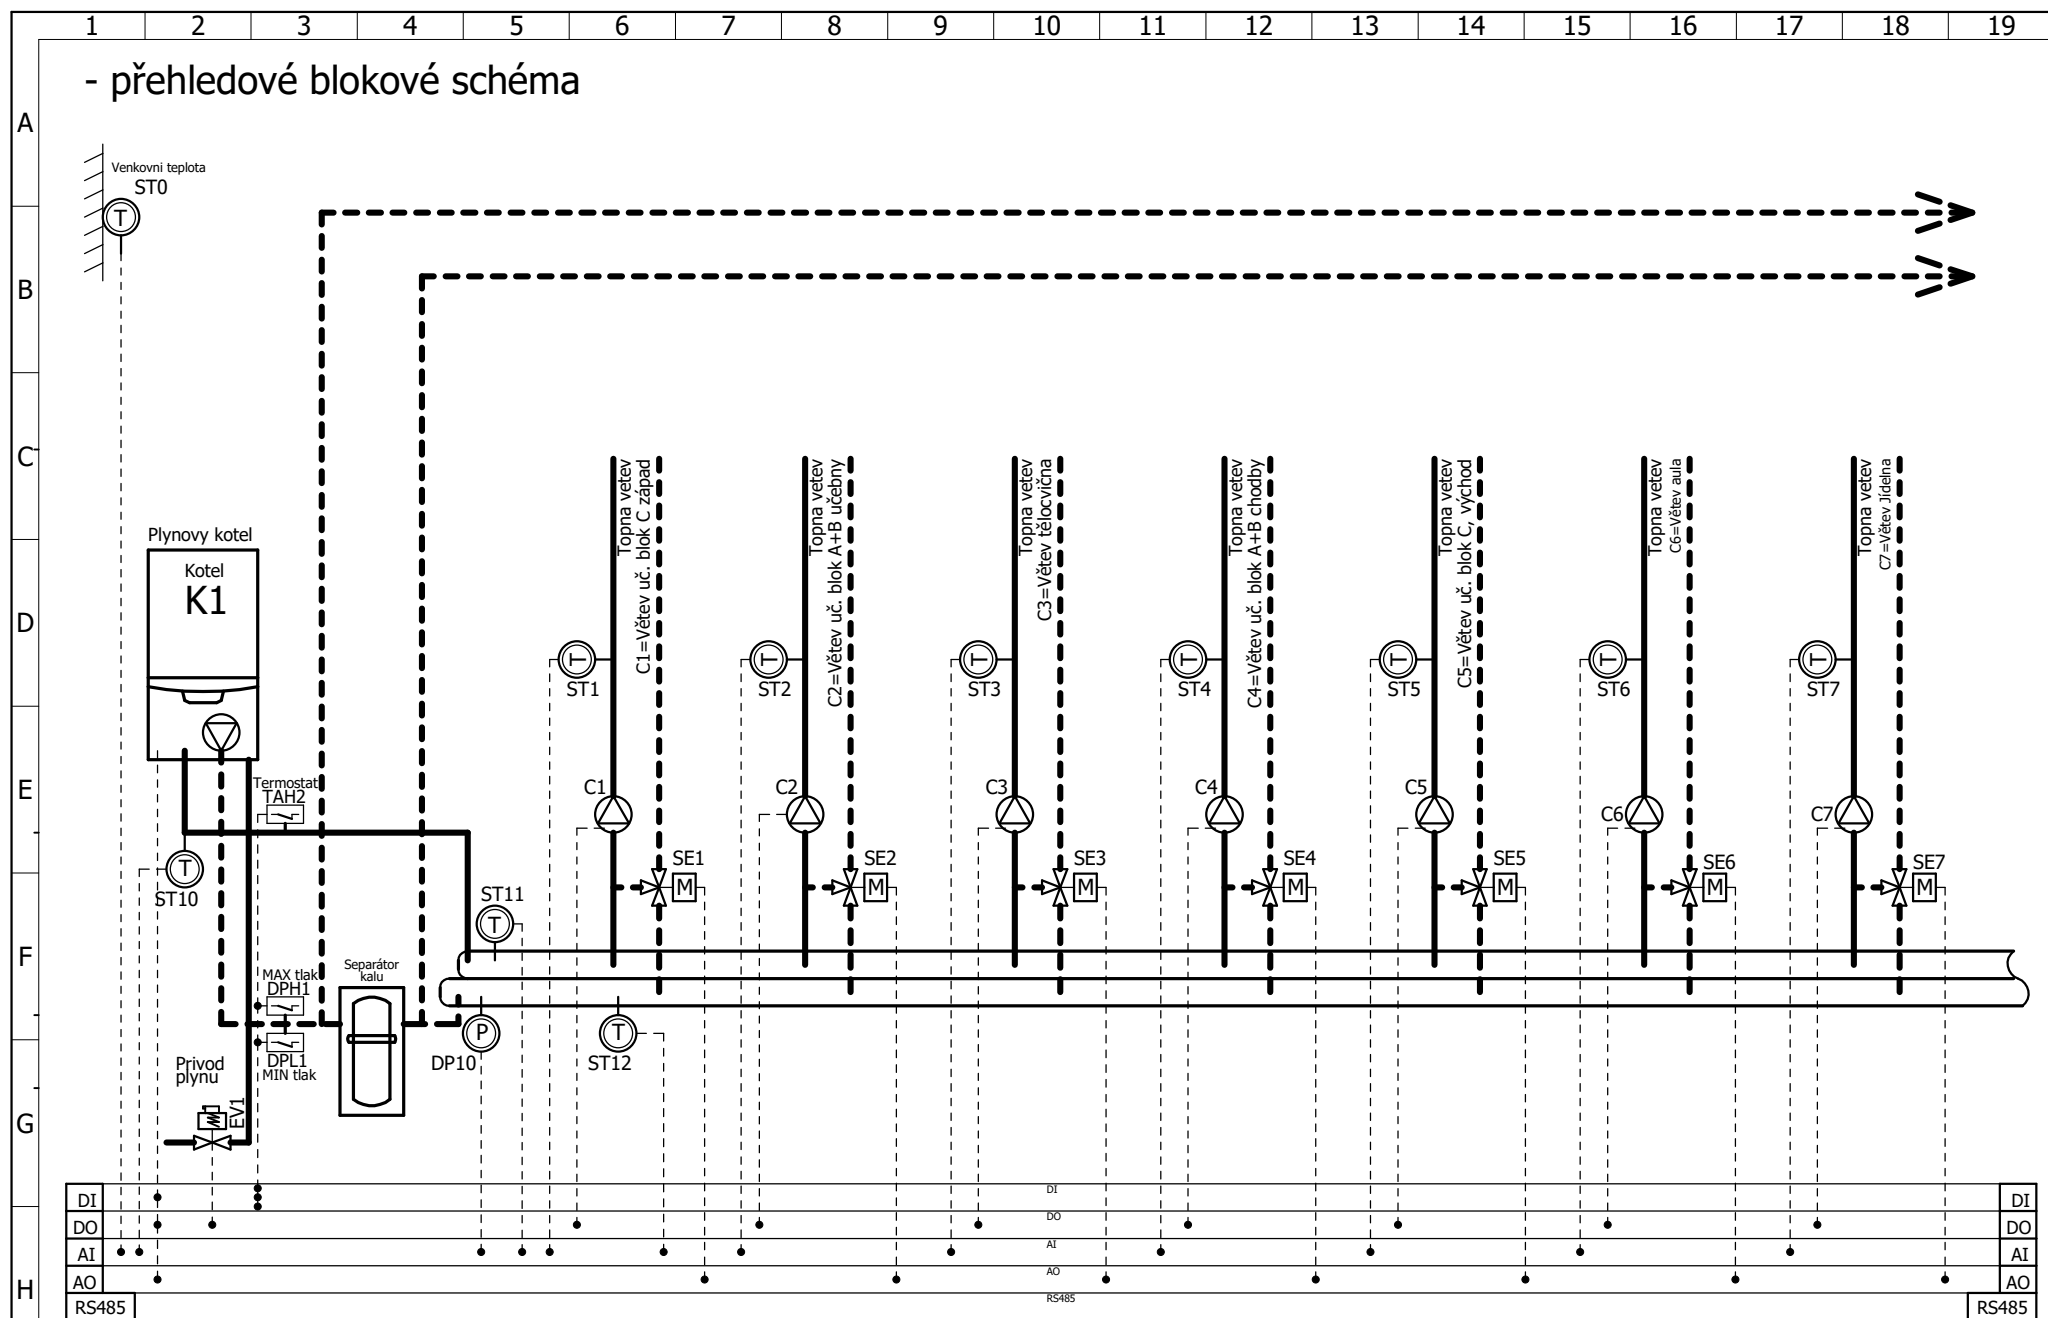 1 2 3 4 5 6 7 8 9 10 11 12 13 14 15 16 17 18 19
- přehledové blokové schéma
A
B
C
D
E
F
G
H
Venkovni teplota
ST0
T
Plynovy kotel
Kotel
K1
Termostat
TAH2
T
ST10
MAX tlak
DPH1
DPL1
MIN tlak
Separátor
kalu
Privod
plynu
EV1
ST11
T
P
DP10
T
ST12
Topna vetev
C1=Větev uč. blok C západ
T
ST1
C1
SE1
M
Topna vetev
C2=Větev uč. blok A+B učebny
T
ST2
C2
SE2
M
Topna vetev
C3=Větev tělocvična
T
ST3
C3
SE3
M
Topna vetev
C4=Větev uč. blok A+B chodby
T
ST4
C4
SE4
M
Topna vetev
C5=Větev uč. blok C, východ
T
ST5
C5
SE5
M
Topna vetev
C6=Větev aula
T
ST6
C6
SE6
M
Topna vetev
C7=Větev Jídelna
T
ST7
C7
SE7
M
DI DI DI
DO DO DO
AI AI AI
AO AO AO
RS485 RS485 RS485